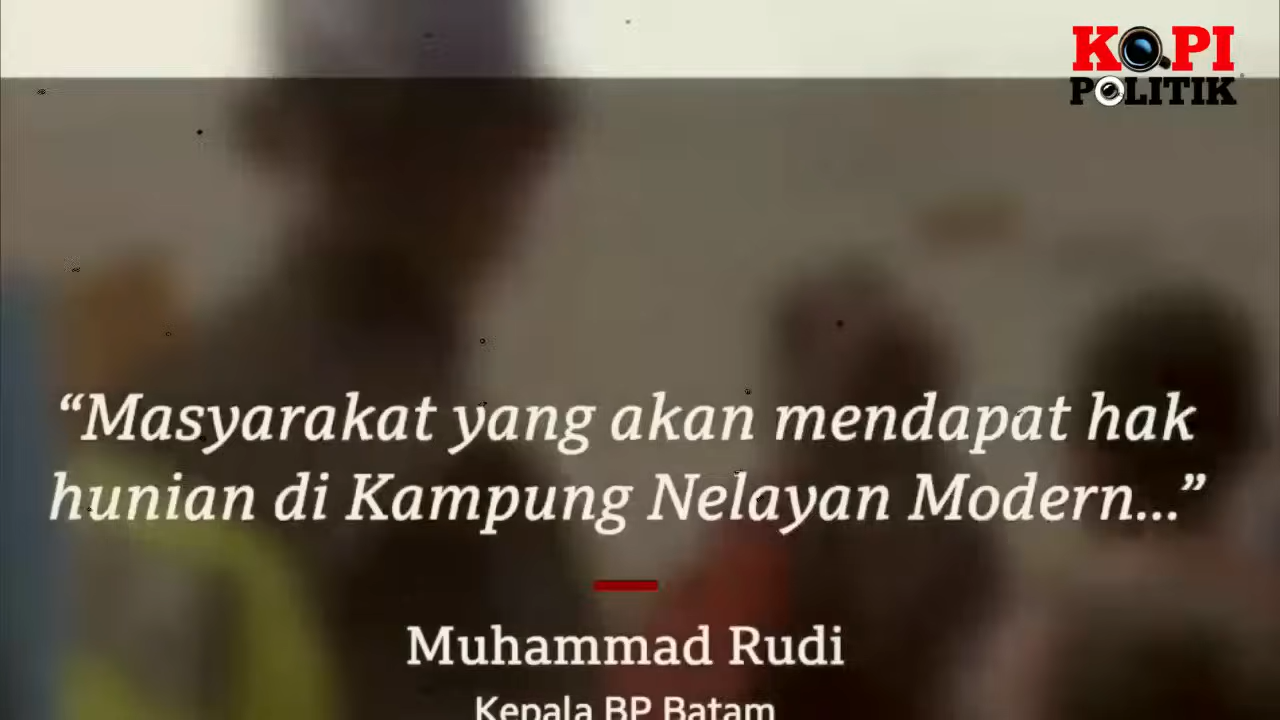 KOPI
POLITIK
“Masyarakat yang akan mendapat hak
hunian di Kampung Nelayan Modern...”
Muhammad Rudi
Kepala BP Batam